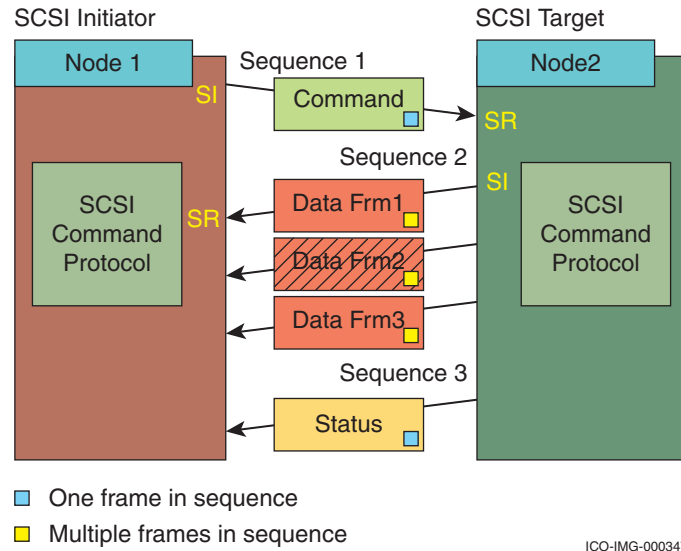 SCSI Initiator
SCSI Target
Node 1
Sequence 1
Node2
SI
Command
SR
Sequence 2
SI
SCSI
Command
Protocol
SR
Data Frm1
SCSI
Command
Protocol
Data Frm2
Data Frm3
Sequence 3
Status
One frame in sequence
Multiple frames in sequence
ICO-IMG-00034